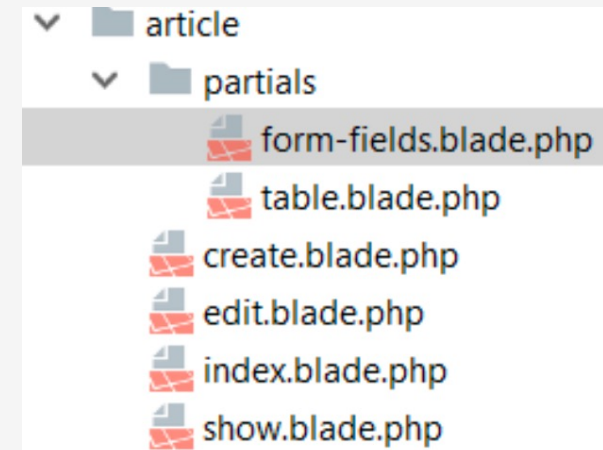 article
partials
form-fields.blade.php
table.blade.php
create.blade.php
edit.blade.php
index.blade.php
show.blade.php